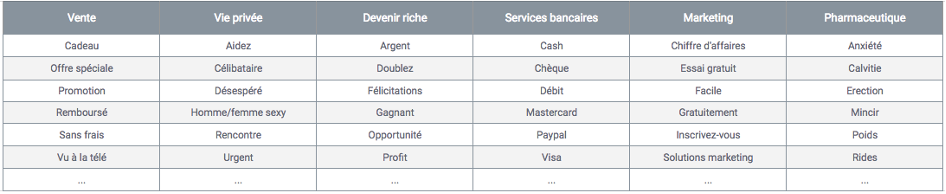 Vente Vie privée Devenir riche Services bancaires Marketing Pharmaceutique
Cadeau Aidez Argent Cash Chiffre d'affaires Anxiété
Offre spéciale Célibataire Doublez Chèque Essai gratuit Calvitie
Promotion Désespéré Félicitations Débit Facile Erection
Remboursé Homme/femme sexy Gagnant Mastercard Gratuitement Mincir
Sans frais Rencontre Opportunité Paypal Inscrivez-vous Poids
Vu à la télé Urgent Profit Visa Solutions marketing Rides
... ... ... ... ... ...